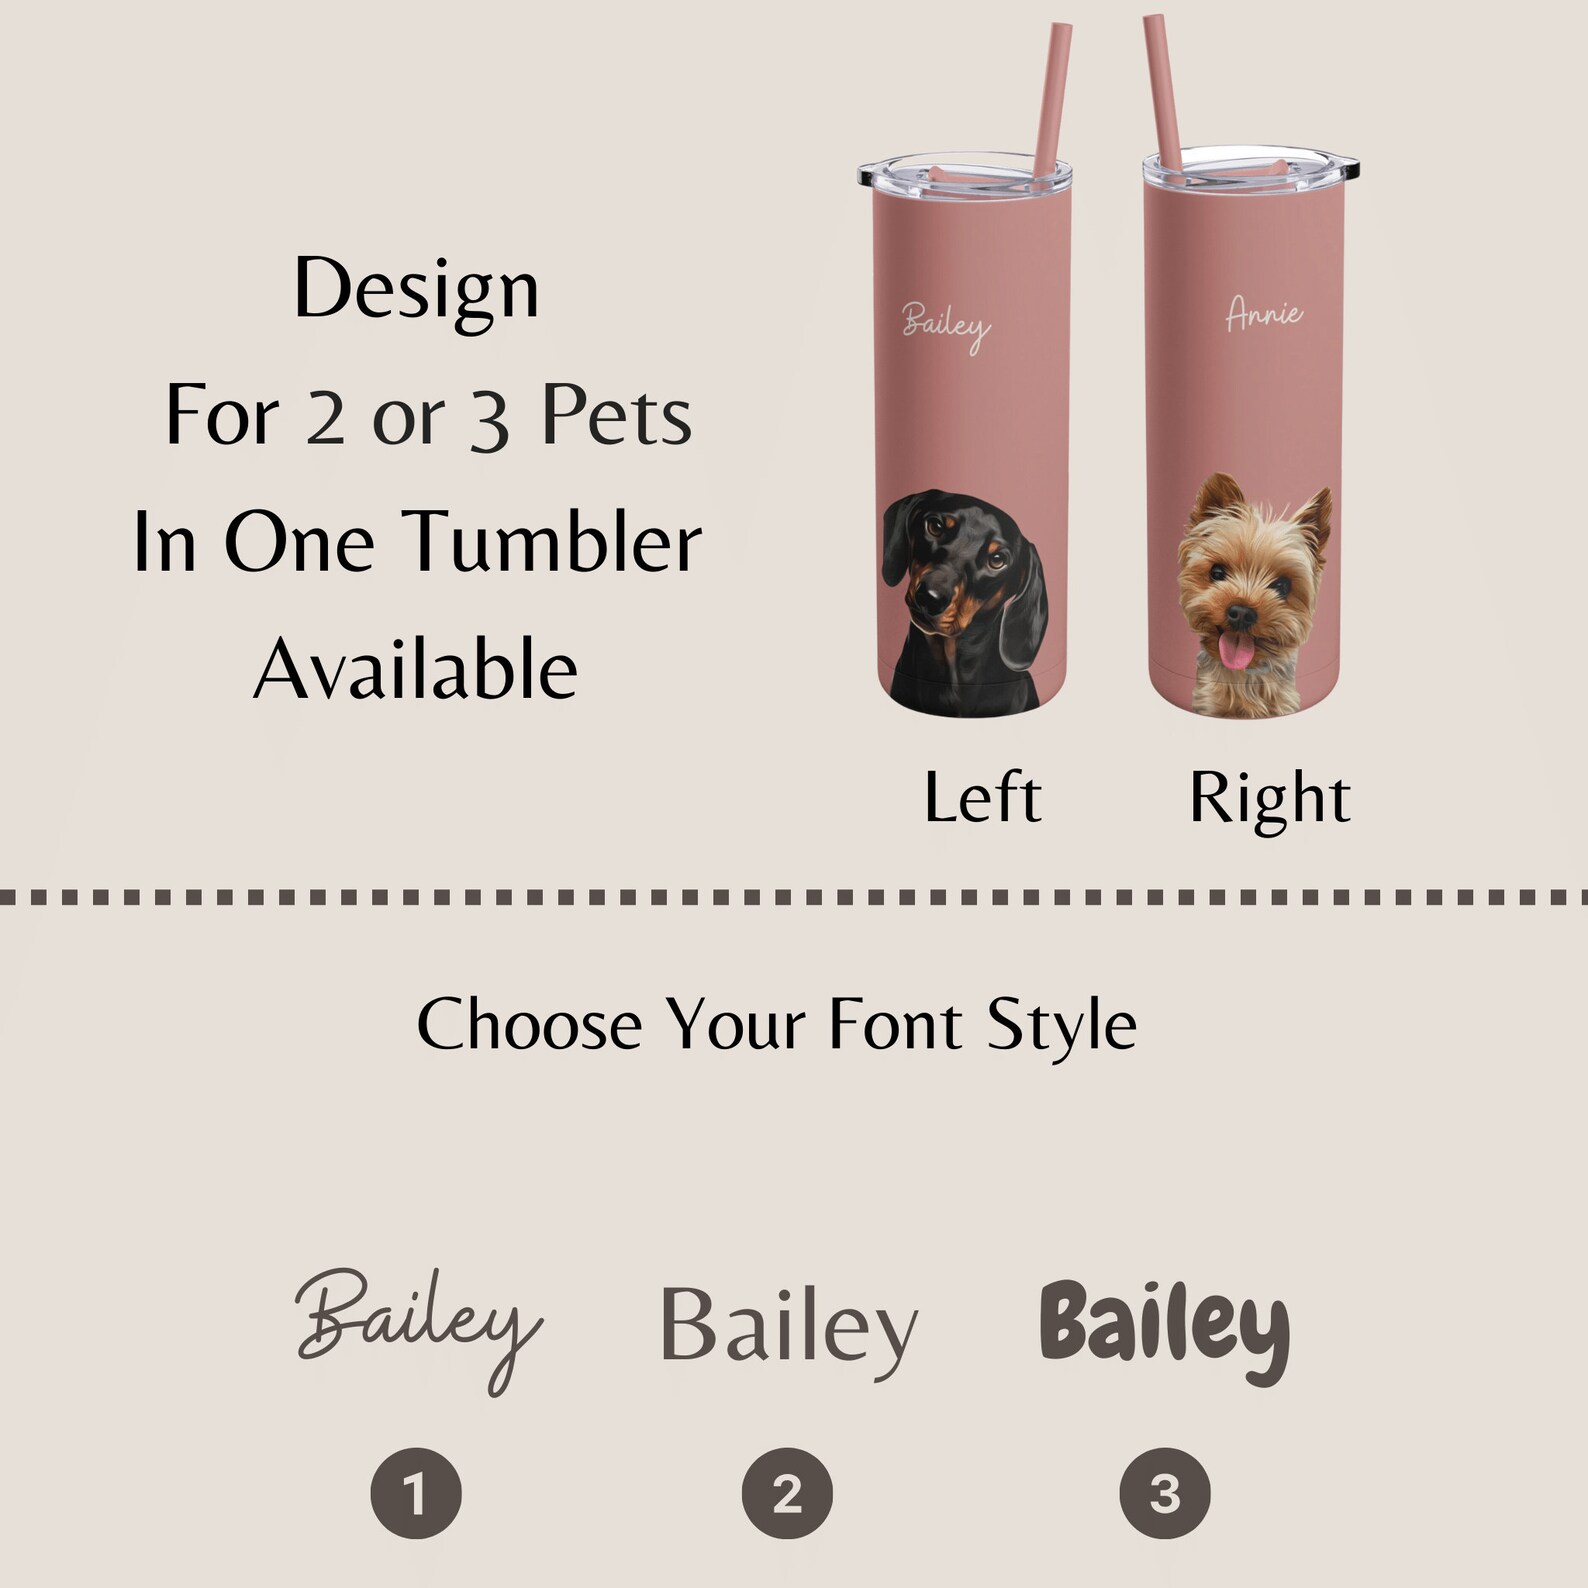 Design
For 2 or 3 Pets
In One Tumbler
Available
Bailey
Annie
Left
Right
Choose Your Font Style
Bailey
Bailey
Bailey
1
2
3